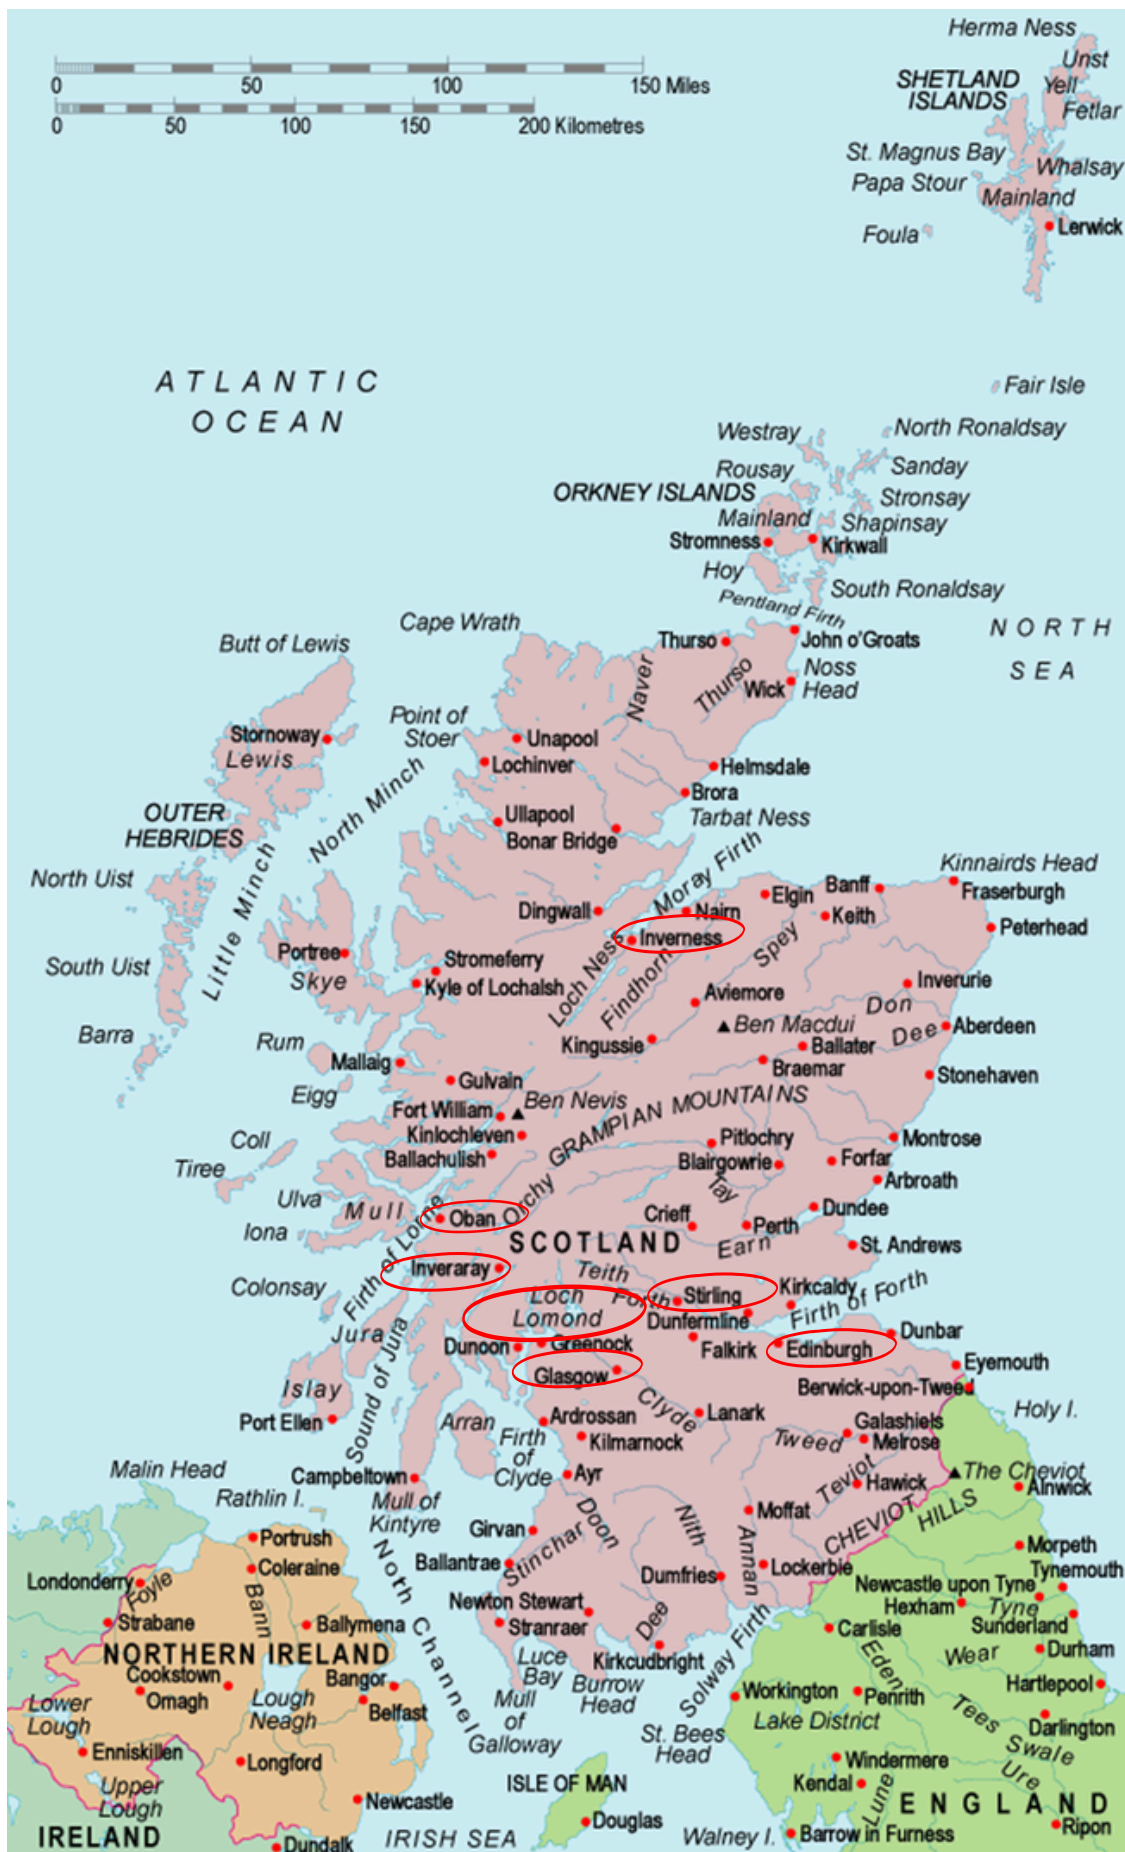 Herma Ness
Unst
SHETLAND
ISLANDS
Yell
Fetlar
0 50 100 150 Miles
0 50 100 150 200 Kilometres
St. Magnus Bay
Whalsay
Papa Stour
Mainland
Foula
Lerwick
ATLANTIC
OCEAN
Fair Isle
Westray
North Ronaldsay
Rousay
Sanday
ORKNEY ISLANDS
Stronsay
Mainland
Shapinsay
Stromness
Kirkwall
Hoy
South Ronaldsay
Pentland Firth
Cape Wrath
Butt of Lewis
Thurso
John o'Groats
NORTH
SEA
Naver
Thurso
Wick
Noss
Head
Point of
Stoer
Stornoway
Lewis
Unapool
Lochinver
Helmsdale
North Minch
Brora
OUTER
HEBRIDES
Ullapool
Bonar Bridge
Tarbat Ness
Little Minch
Moray Firth
North Uist
Kinnairds Head
Elgin
Banff
Fraserburgh
Dingwall
Nairn
Keith
Peterhead
Inverness
Spey
Portree
Skye
Stromeferry
Kyle of Lochalsh
Loch Ness
Findhorn
South Uist
Aviemore
Inverurie
Don
Barra
Rum
Ben Macdui
Dee
Aberdeen
Kingussie
Ballater
Mallaig
Braemar
Eigg
Gulvain
Stonehaven
Fort William
Ben Nevis
GRAMPIAN MOUNTAINS
Kinlochleven
Coll
Ballachulish
Pitlochry
Montrose
Tiree
Blairgowrie
Forfar
Arbroath
Ulva
Mull
Orchy
Tay
Oban
Crieff
Perth
Dundee
Iona
Firth of Lorne
SCOTLAND
Earn
St. Andrews
Inveraray
Teith
Colonsay
Loch
Lomond
Forth
Stirling
Kirkcaldy
Firth of Forth
Jura
Dunfermline
Dunoon
Greenock
Falkirk
Edinburgh
Dunbar
Sound of Jura
Glasgow
Eyemouth
Islay
Berwick-upon-Tweed
Clyde
Holy I.
Port Ellen
Arran
Ardrossan
Lanark
Galashiels
Firth
of
Clyde
Kilmarnock
Tweed
Melrose
Malin Head
Teviot
The Cheviot
Campbeltown
Ayr
Hawick
Alnwick
Rathlin I.
Mull of
Kintyre
Moffat
CHEVIOT
HILLS
Doon
Nith
Portrush
Girvan
Annan
Morpeth
Coleraine
Ballantrae
Stinchar
Lockerbie
Tynemouth
Londonderry
Foyle
North Channel
Dumfries
Newcastle upon Tyne
Bann
Newton Stewart
Hexham
Tyne
Strabane
Ballymena
Stranraer
Dee
Carlisle
Sunderland
NORTHERN IRELAND
Luce
Bay
Kirkcudbright
Solway Firth
Eden
Wear
Durham
Cookstown
Bangor
Burrow
Head
Hartlepool
Omagh
Lough
Neagh
Belfast
Mull
of
Galloway
Workington
Penrith
Lower
Lough
St. Bees
Head
Lake District
Tees
Darlington
Enniskillen
Longford
Swale
Windermere
Upper
Lough
ISLE OF MAN
Kendal
Lune
Ure
Newcastle
Douglas
ENGLAND
IRELAND
Dundalk
IRISH SEA
Walney I.
Barrow in Furness
Ripon